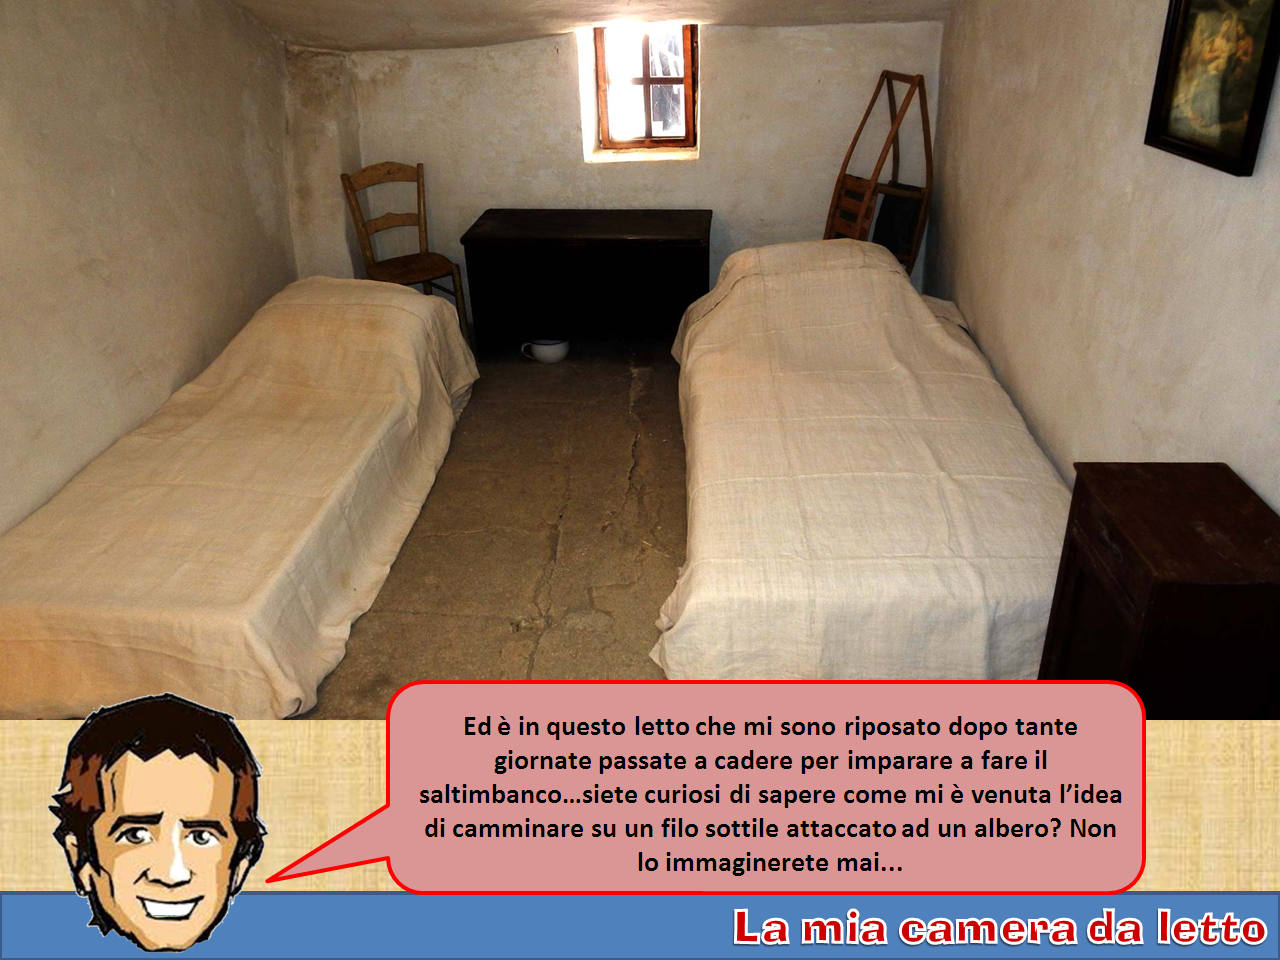 Ed è in questo letto che mi sono riposato dopo tante
giornate passate a cadere per imparare a fare il
saltimbanco...siete curiosi di sapere come mi è venuta l’idea
di camminare su un filo sottile attaccato ad un albero? Non
lo immaginerete mai...
La mia camera da letto